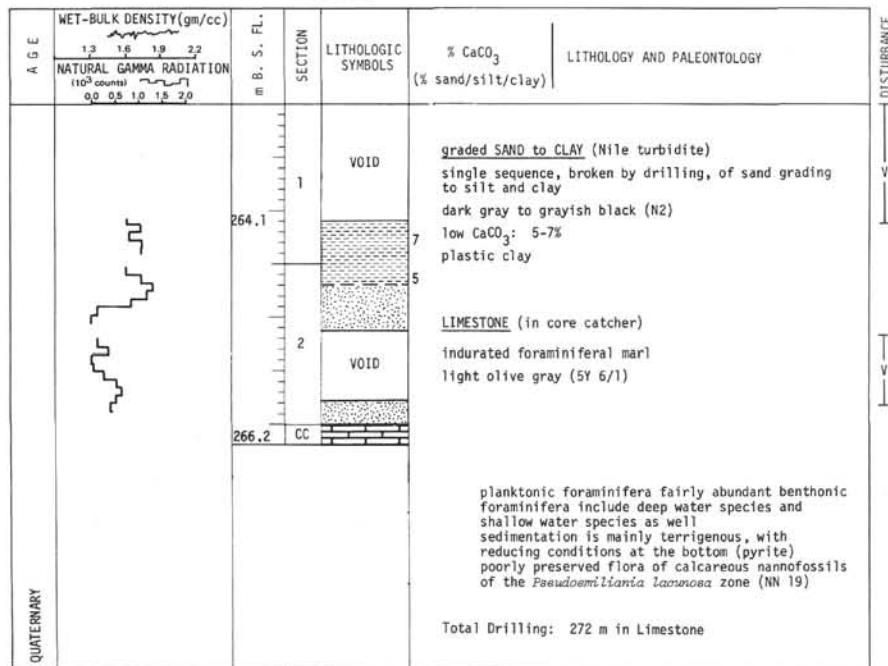 AGE
WET-BULK DENSITY(gm/cc)
1.3 1.6 1.9 2.2
NATURAL GAMMA RADIATION
(10³ counts)
0.0 0.5 1.0 1.5 2.0
m B. S. FL.
SECTION
LITHOLOGIC
SYMBOLS
% CaCO₃
(% sand/silt/clay)
LITHOLOGY AND PALEONTOLOGY
DISTURBANCE
QUATERNARY
264.1
266.2
1
2
CC
VOID
VOID
7
5
graded SAND to CLAY (Nile turbidite)
single sequence, broken by drilling, of sand grading
to silt and clay
dark gray to grayish black (N2)
low CaCO₃: 5-7%
plastic clay
LIMESTONE (in core catcher)
indurated foraminiferal marl
light olive gray (5Y 6/1)
planktonic foraminifera fairly abundant benthonic
foraminifera include deep water species and
shallow water species as well
sedimentation is mainly terrigenous, with
reducing conditions at the bottom (pyrite)
poorly preserved flora of calcareous nannofossils
of the Pseudoemiliania lacunosa zone (NN 19)
Total Drilling: 272 m in Limestone
V
V